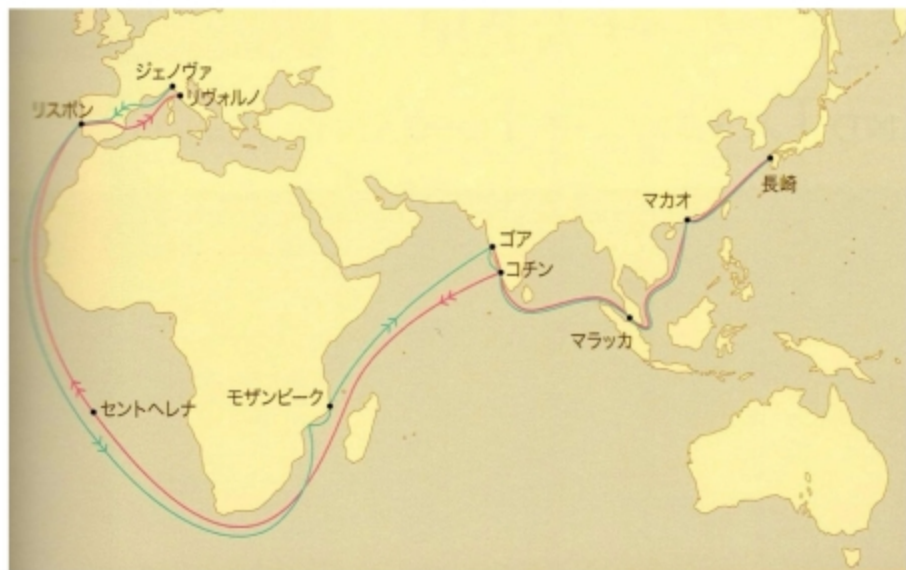 ジェノヴァ
リヴォルノ
リスボン
長崎
マカオ
ゴア
コチン
マラッカ
モザンビーク
セントヘレナ